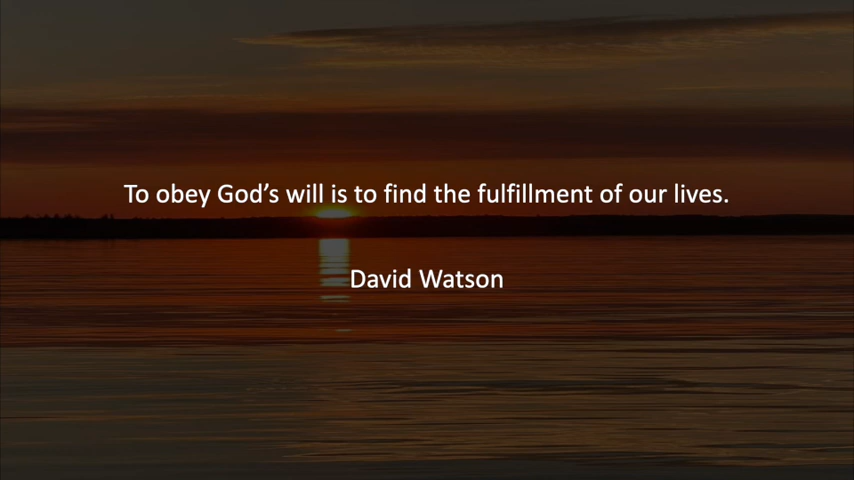 To obey God’s will is to find the fulfillment of our lives.
David Watson